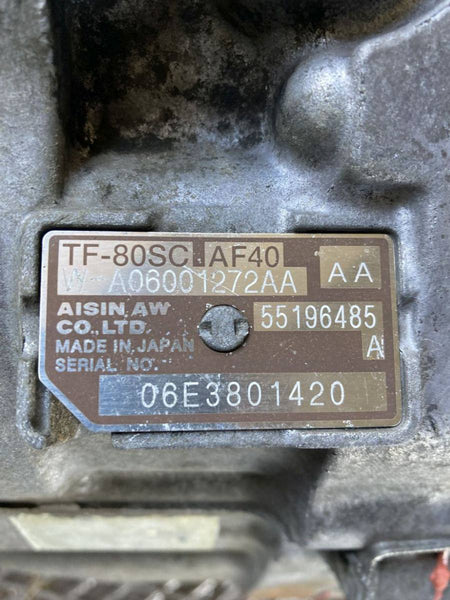 TF-80SC AF40
W-A06001272AA AA
AISIN AW
CO., LTD. 55196485
MADE IN JAPAN A
SERIAL NO.
06E3801420